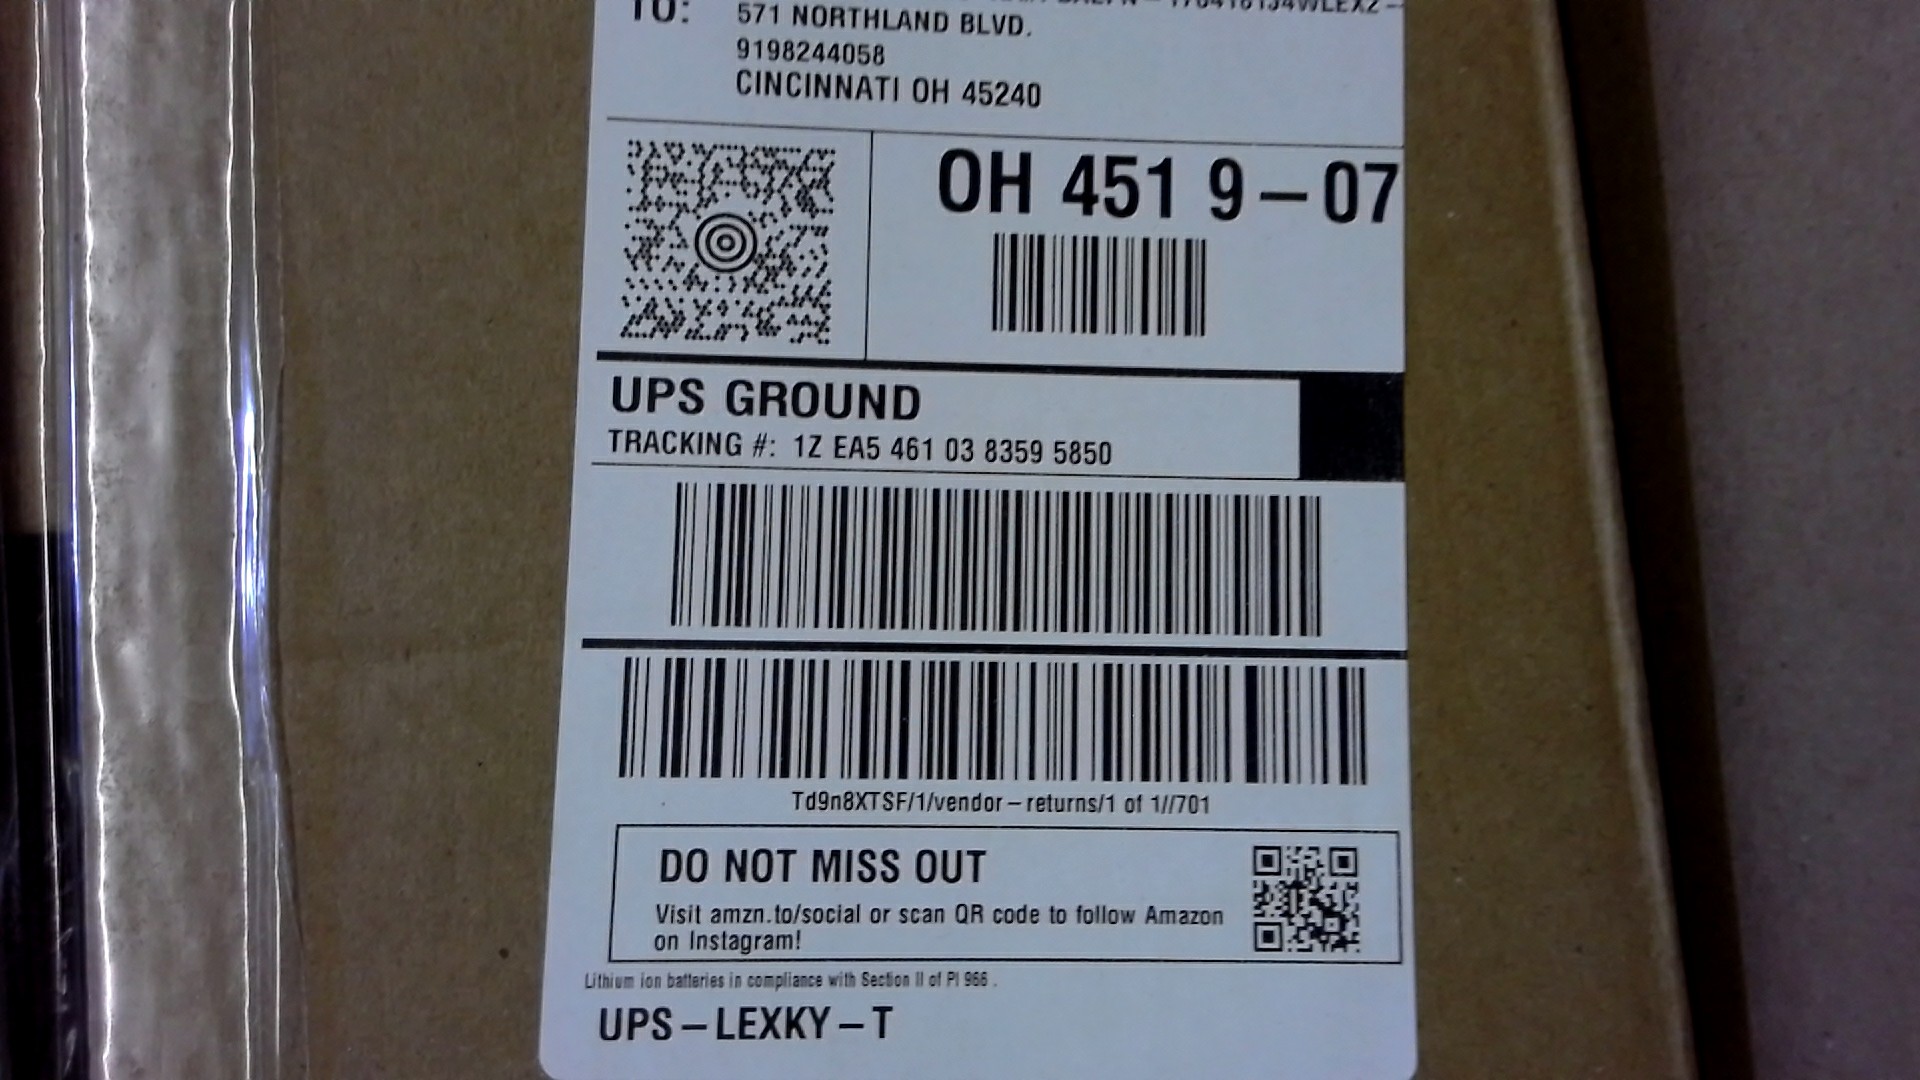 TO:
571 NORTHLAND BLVD.
9198244058
CINCINNATI OH 45240
OH 451 9-07
UPS GROUND
TRACKING #: 1Z EA5 461 03 8359 5850
Td9n8XTSF/1/vendor-returns/1 of 1//701
DO NOT MISS OUT
Visit amzn.to/social or scan QR code to follow Amazon
on Instagram!
Lithium ion batteries in compliance with Section II of PI 966 .
UPS-LEXKY-T